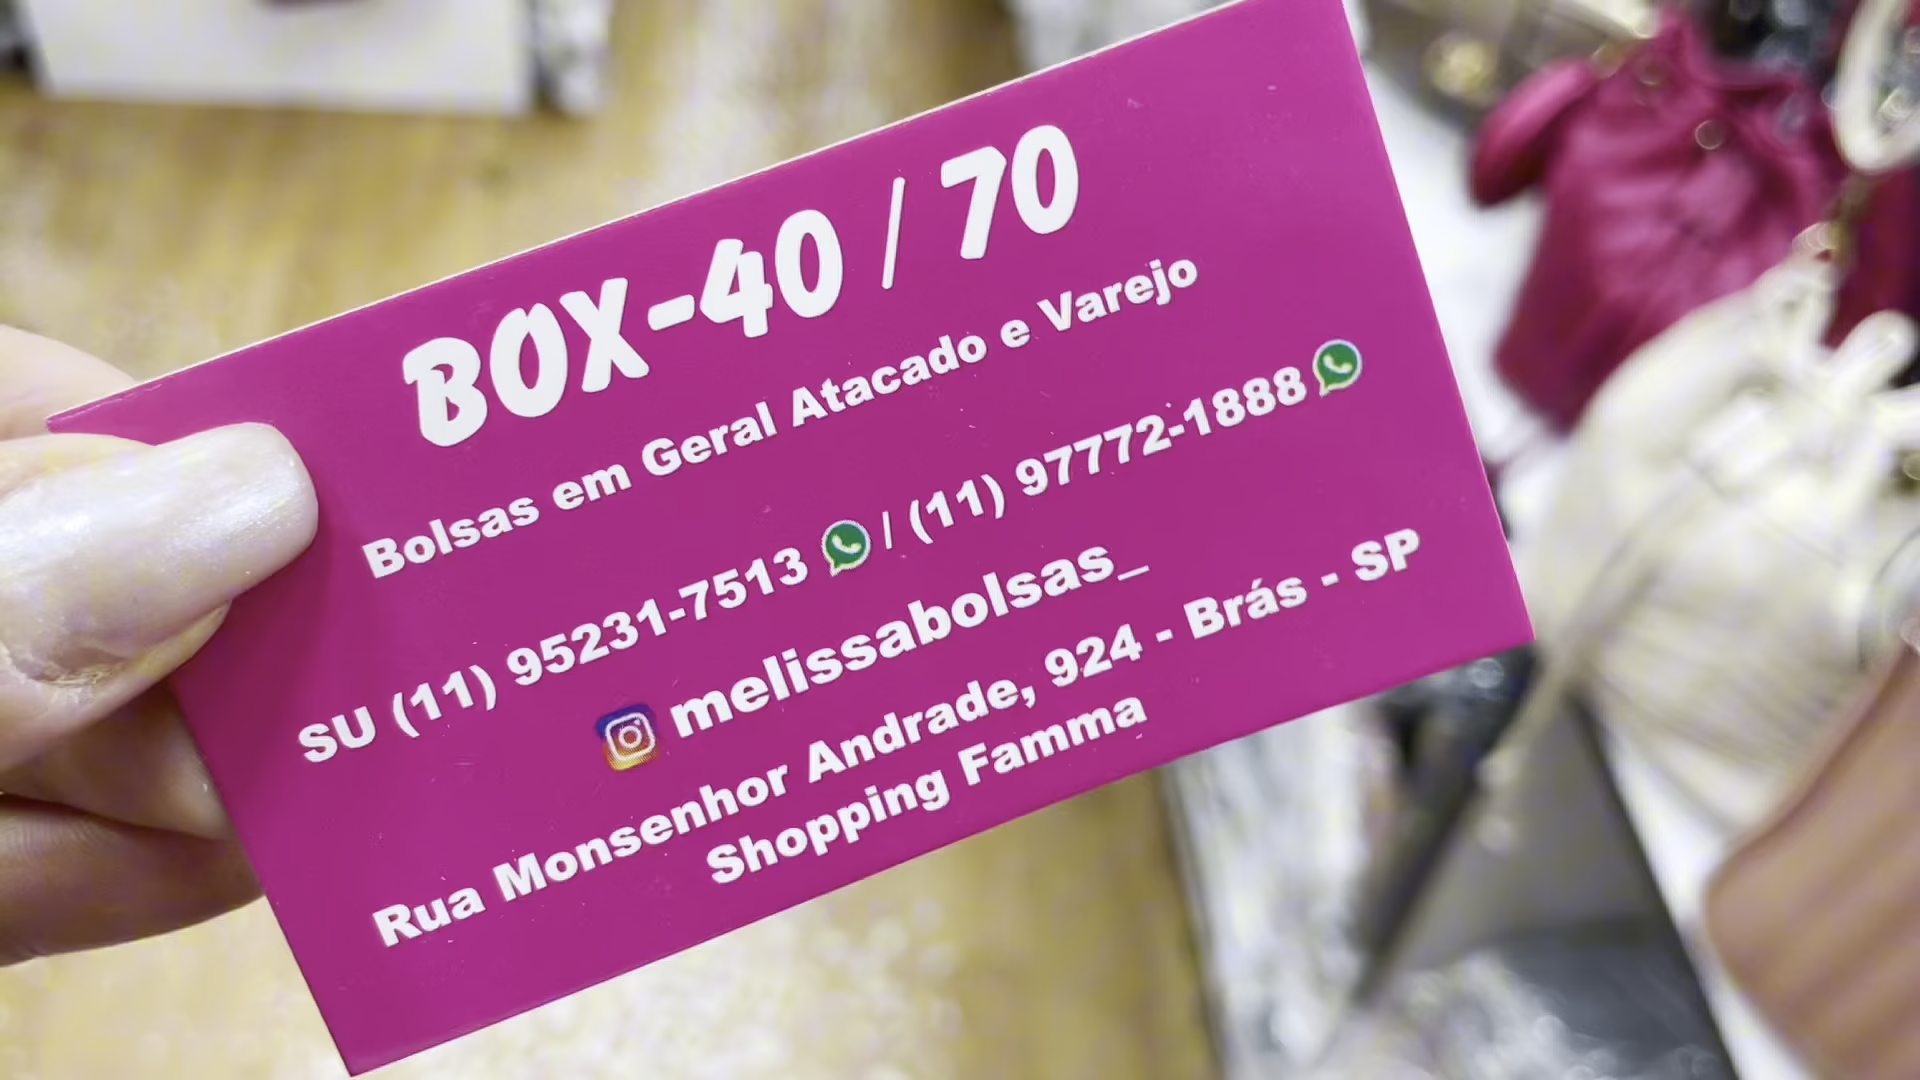 BOX-40 / 70
Bolsas em Geral Atacado e Varejo
SU (11) 95231-7513 / (11) 97772-1888
melissabolsas_
Rua Monsenhor Andrade, 924 - Brás - SP
Shopping Famma